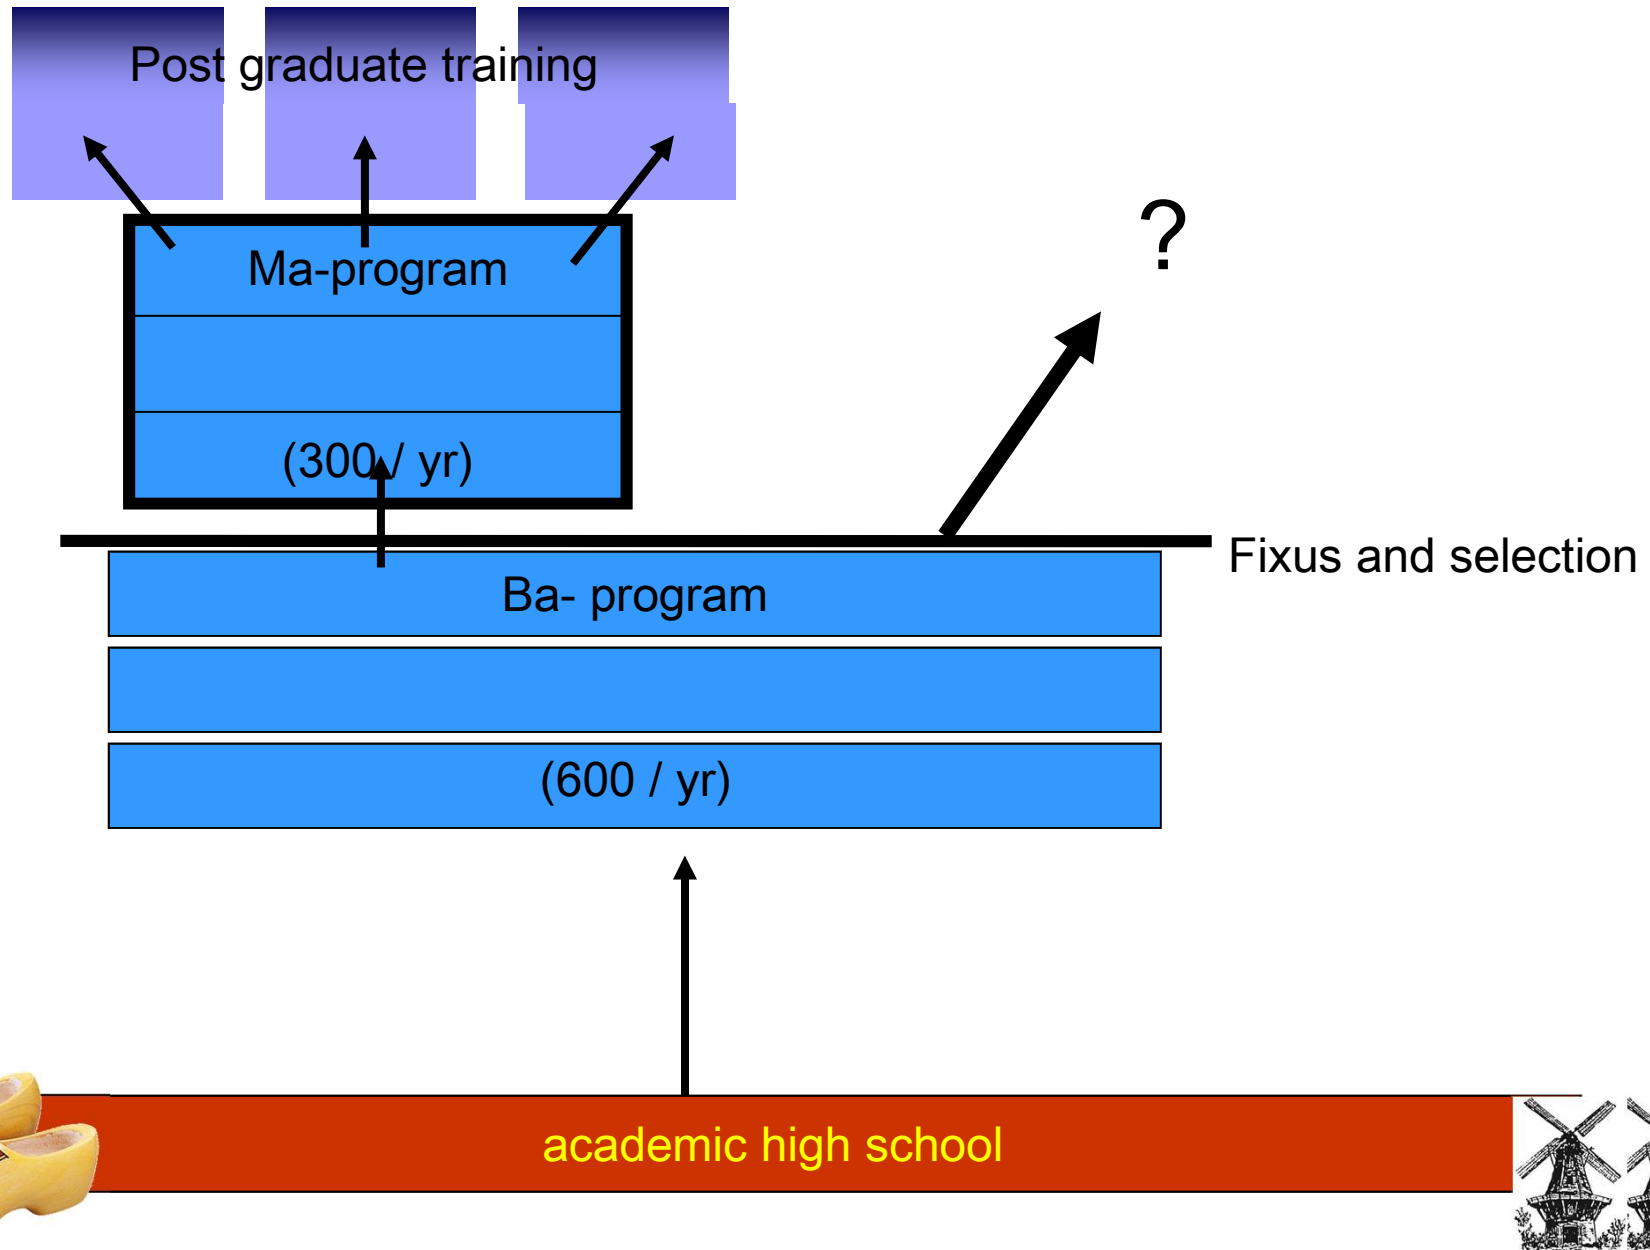 Post graduate training
?
Ma-program
(300 / yr)
Fixus and selection
Ba- program
(600 / yr)
academic high school